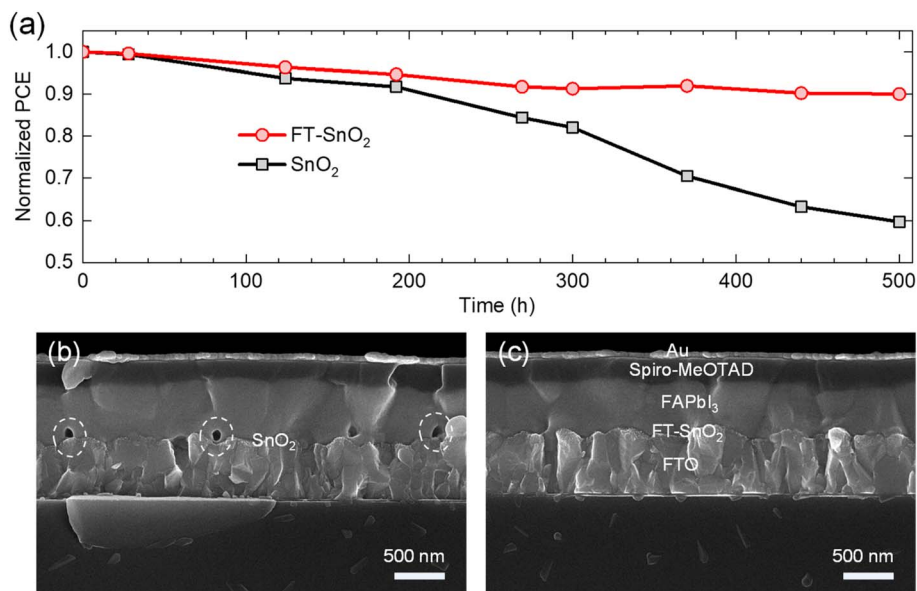 (a)
Normalized PCE
1.0
0.9
0.8
0.7
0.6
0.5
FT-SnO₂
SnO₂
0 100 200 300 400 500
Time (h)
(b)
SnO₂
500 nm
(c)
Au
Spiro-MeOTAD
FAPbI₃
FT-SnO₂
FTO
500 nm